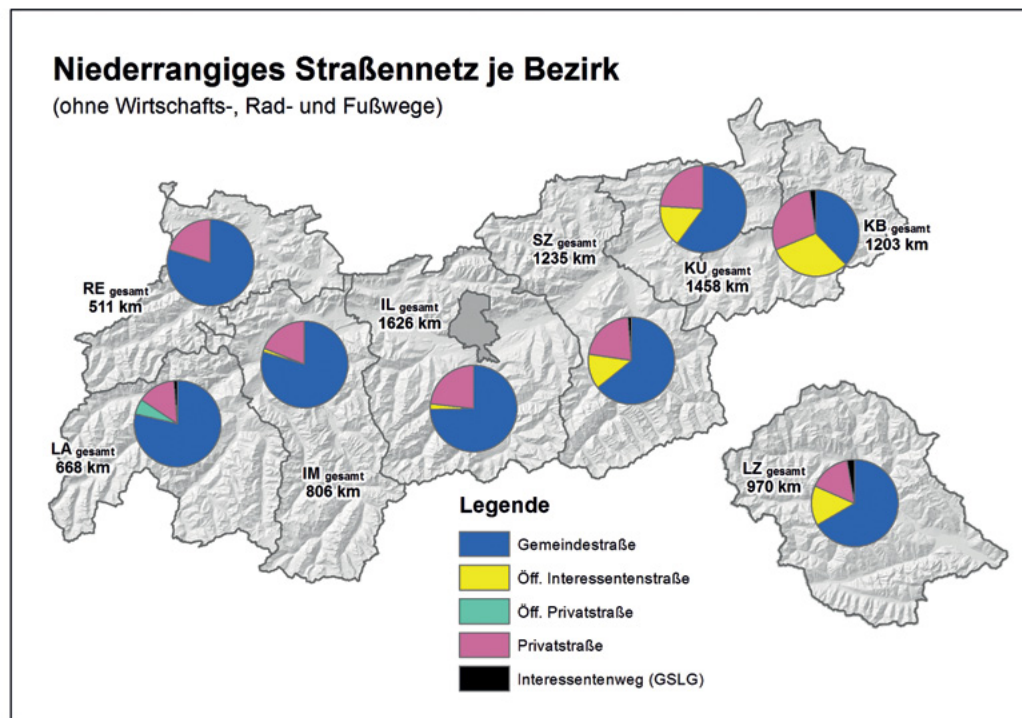 Niederrangiges Straßennetz je Bezirk
(ohne Wirtschafts-, Rad- und Fußwege)
RE gesamt
511 km
LA gesamt
668 km
IM gesamt
806 km
IL gesamt
1626 km
SZ gesamt
1235 km
KU gesamt
1458 km
KB gesamt
1203 km
LZ gesamt
970 km
Legende
Gemeindestraße
Öff. Interessentenstraße
Öff. Privatstraße
Privatstraße
Interessentenweg (GSLG)